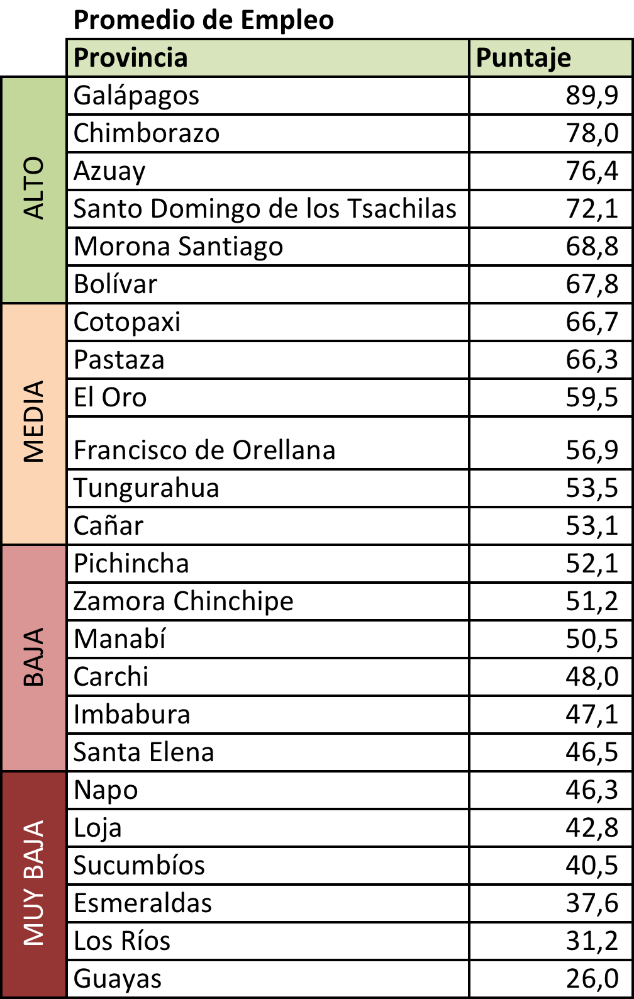 Promedio de Empleo
Provincia Puntaje
ALTO
Galápagos 89,9
Chimborazo 78,0
Azuay 76,4
Santo Domingo de los Tsachilas 72,1
Morona Santiago 68,8
Bolívar 67,8
MEDIA
Cotopaxi 66,7
Pastaza 66,3
El Oro 59,5
Francisco de Orellana 56,9
Tungurahua 53,5
Cañar 53,1
BAJA
Pichincha 52,1
Zamora Chinchipe 51,2
Manabí 50,5
Carchi 48,0
Imbabura 47,1
Santa Elena 46,5
MUY BAJA
Napo 46,3
Loja 42,8
Sucumbíos 40,5
Esmeraldas 37,6
Los Ríos 31,2
Guayas 26,0